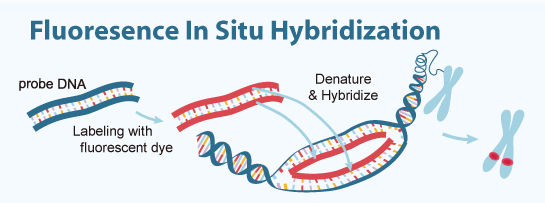 Fluoresence In Situ Hybridization
probe DNA
Labeling with
fluorescent dye
Denature
& Hybridize